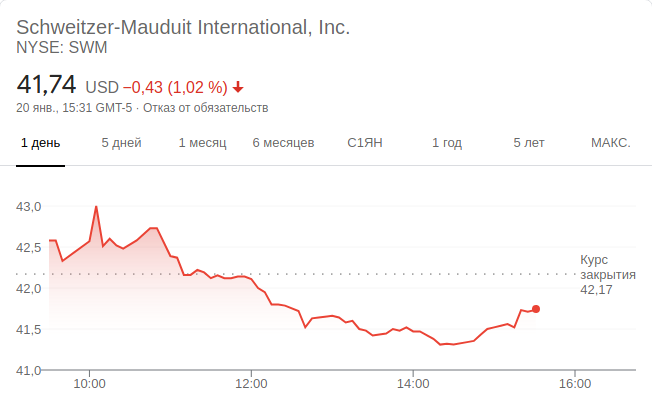 Schweitzer-Mauduit International, Inc.
NYSE: SWM
41,74 USD −0,43 (1,02 %)
20 янв., 15:31 GMT-5 · Отказ от обязательств
1 день 5 дней 1 месяц 6 месяцев С1ЯН 1 год 5 лет МАКС.
43,0
42,5
Курс
закрытия
42,17
42,0
41,5
41,0
10:00 12:00 14:00 16:00